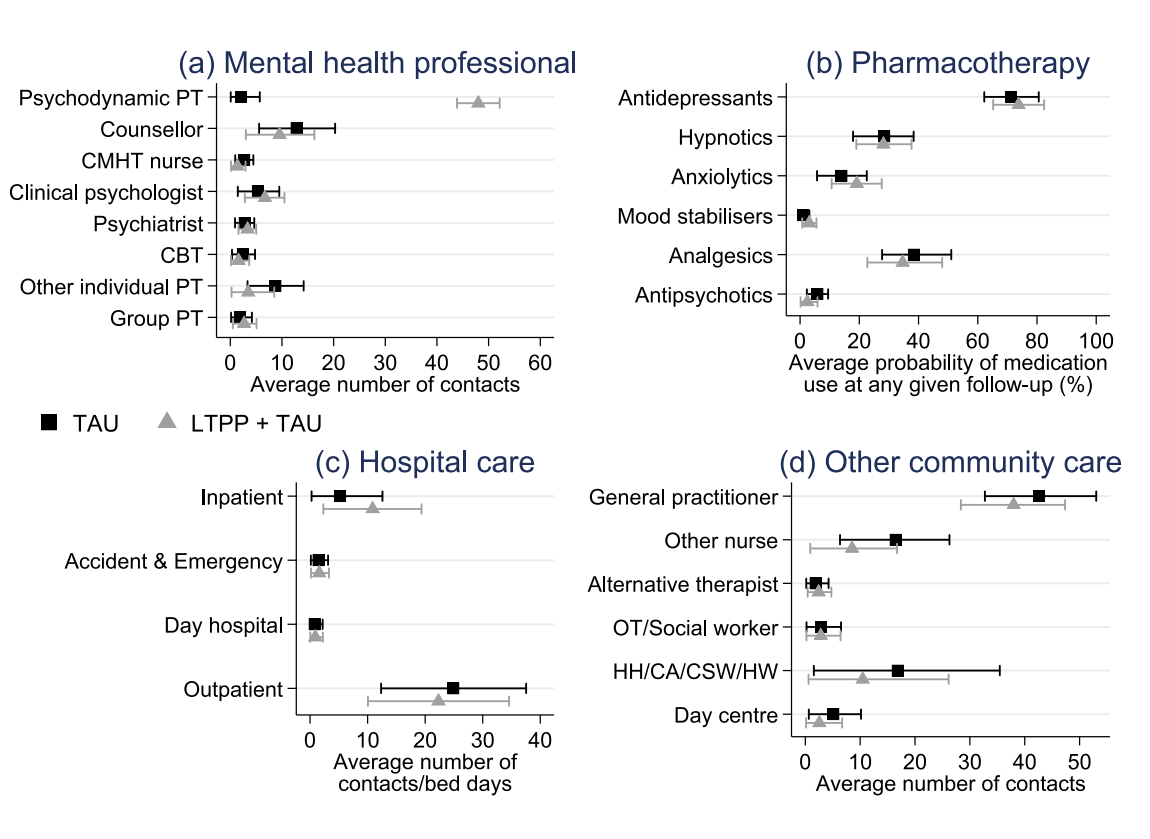 (a) Mental health professional
Psychodynamic PT
Counsellor
CMHT nurse
Clinical psychologist
Psychiatrist
CBT
Other individual PT
Group PT
0 10 20 30 40 50 60
Average number of contacts
(b) Pharmacotherapy
Antidepressants
Hypnotics
Anxiolytics
Mood stabilisers
Analgesics
Antipsychotics
0 20 40 60 80 100
Average probability of medication
use at any given follow-up (%)
TAU LTPP + TAU
(c) Hospital care
Inpatient
Accident & Emergency
Day hospital
Outpatient
0 10 20 30 40
Average number of
contacts/bed days
(d) Other community care
General practitioner
Other nurse
Alternative therapist
OT/Social worker
HH/CA/CSW/HW
Day centre
0 10 20 30 40 50
Average number of contacts